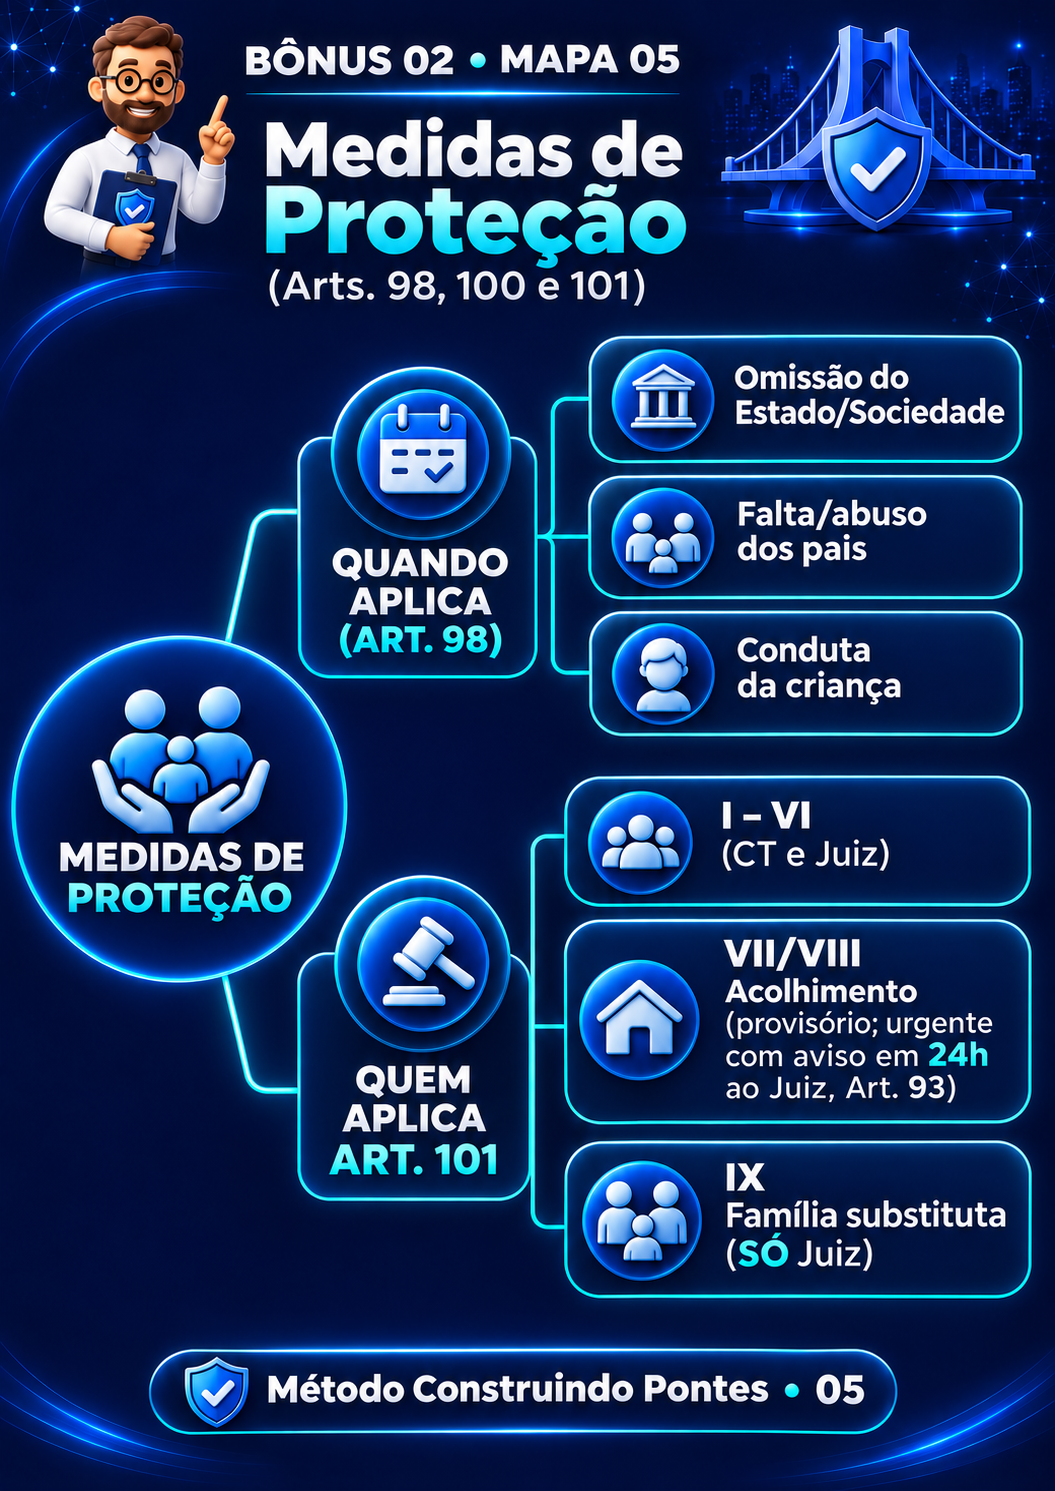 BÔNUS 02 • MAPA 05
Medidas de
Proteção
(Arts. 98, 100 e 101)
QUANDO
APLICA
(ART. 98)
Omissão do
Estado/Sociedade
Falta/abuso
dos pais
Conduta
da criança
MEDIDAS DE
PROTEÇÃO
QUEM
APLICA
ART. 101
I – VI
(CT e Juiz)
VII/VIII
Acolhimento
(provisório; urgente
com aviso em 24h
ao Juiz, Art. 93)
IX
Família substituta
(SÓ Juiz)
Método Construindo Pontes • 05